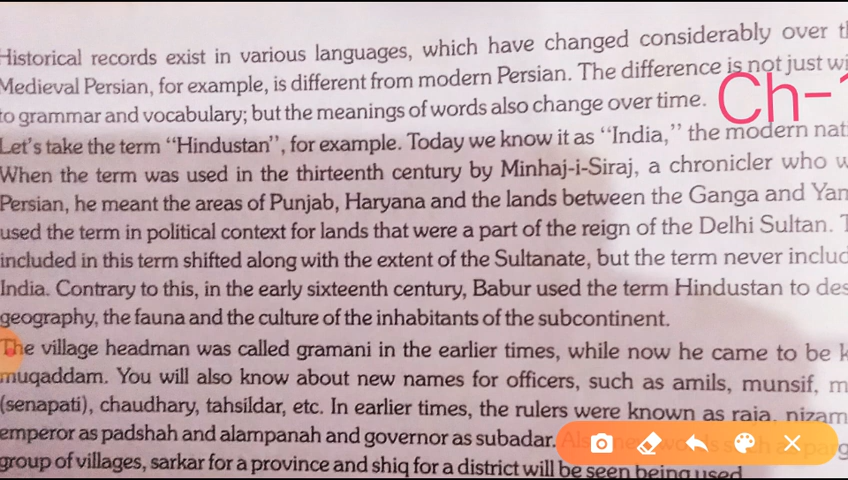 Historical records exist in various languages, which have changed considerably over
Medieval Persian, for example, is different from modern Persian. The difference is not just
to grammar and vocabulary; but the meanings of words also change over time.
Ch-1
Let's take the term "Hindustan", for example. Today we know it as "India," the modern
When the term was used in the thirteenth century by Minhaj-i-Siraj, a chronicler who
Persian, he meant the areas of Punjab, Haryana and the lands between the Ganga and
used the term in political context for lands that were a part of the reign of the Delhi Sultan.
included in this term shifted along with the extent of the Sultanate, but the term never
India. Contrary to this, in the early sixteenth century, Babur used the term Hindustan to
geography, the fauna and the culture of the inhabitants of the subcontinent.
The village headman was called gramani in the earlier times, while now he came to be
muqaddam. You will also know about new names for officers, such as amils, munsif,
(senapati), chaudhary, tahsildar, etc. In earlier times, the rulers were known as raja, nizam
emperor as padshah and alampanah and governor as subadar.
group of villages, sarkar for a province and shiq for a district will be seen being used